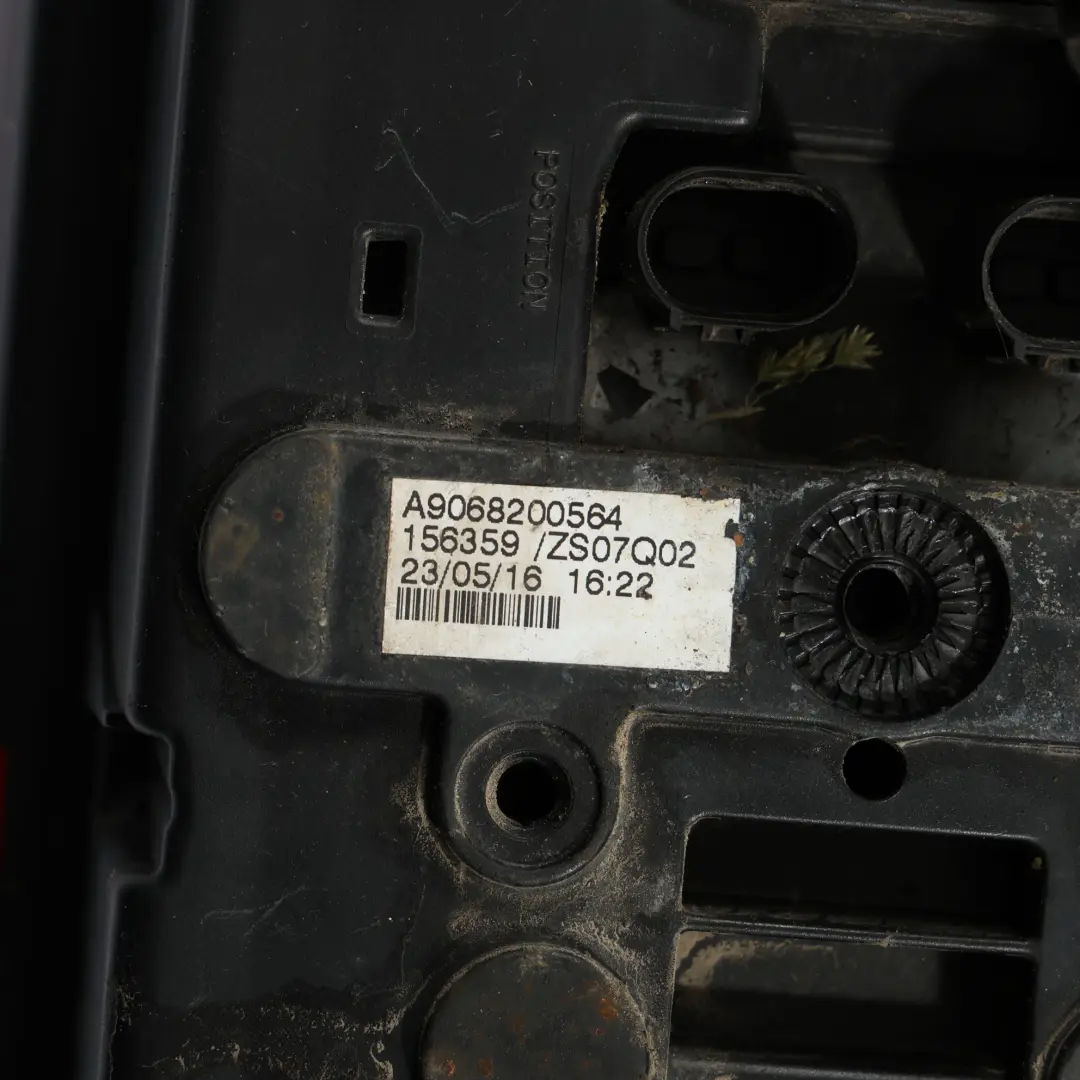 POSITION
A9068200564
156359 /ZS07Q02
23/05/16 16:22